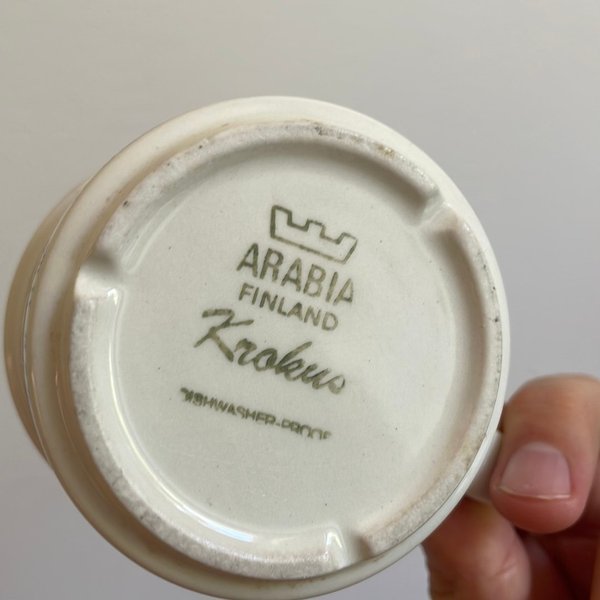 ARABIA
FINLAND
Krokus
DISHWASHER-PROOF